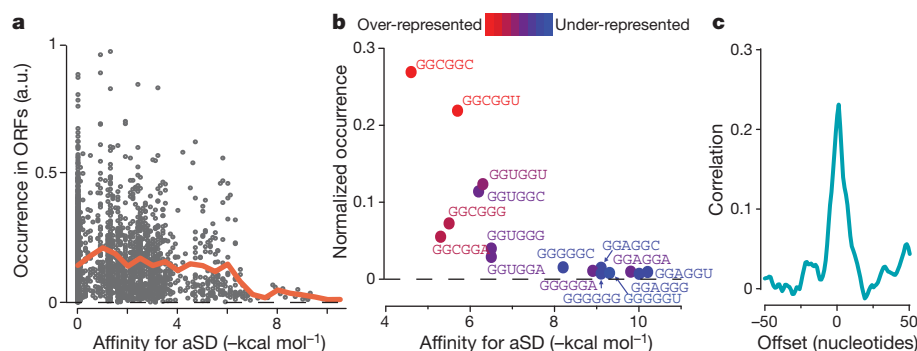 a
Occurrence in ORFs (a.u.)
1
0.5
0
0
4
8
Affinity for aSD (–kcal mol⁻¹)
b
Over-represented
Under-represented
Normalized occurrence
0.3
0.2
0.1
0
GGCGGC
GGCGGU
GGUGGU
GGUGGC
GGCGGG
GGCGGA
GGUGGG
GGUGGA
GGGGGC
GGAGGC
GGAGGA
GGAGGU
GGGGGA
GGAGGG
GGGGGG
GGGGGU
4
6
8
10
Affinity for aSD (–kcal mol⁻¹)
c
Correlation
0.3
0.2
0.1
0
–50
0
50
Offset (nucleotides)